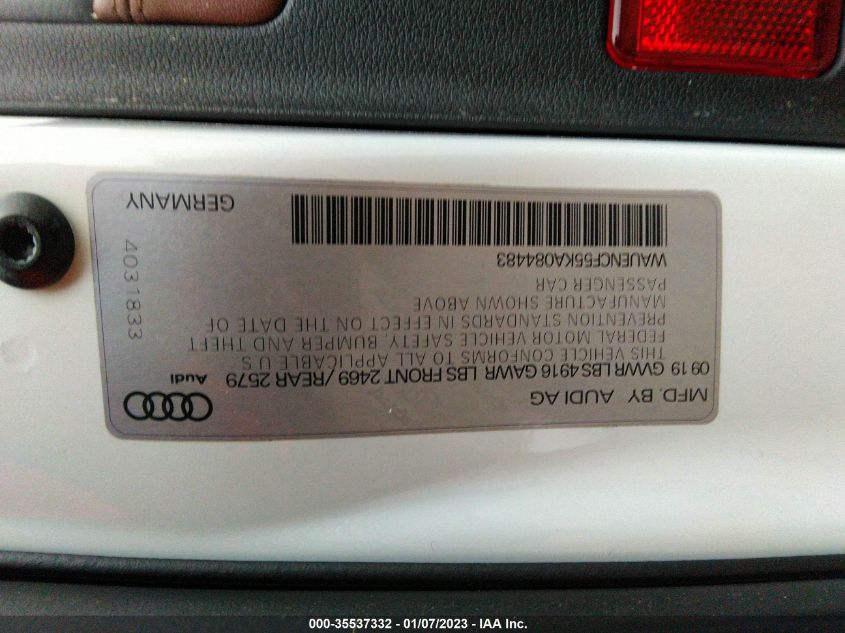 MFD. BY AUDI AG
09 19 GVWR LBS 4916 GAWR LBS FRONT 2469 / REAR 2579
Audi
THIS VEHICLE CONFORMS TO ALL APPLICABLE U.S
FEDERAL MOTOR VEHICLE SAFETY, BUMPER AND THEFT
PREVENTION STANDARDS IN EFFECT ON THE DATE OF
MANUFACTURE SHOWN ABOVE
PASSENGER CAR
WAUENCF55KA084483
4031833
GERMANY
000-35537332 - 01/07/2023 - IAA Inc.